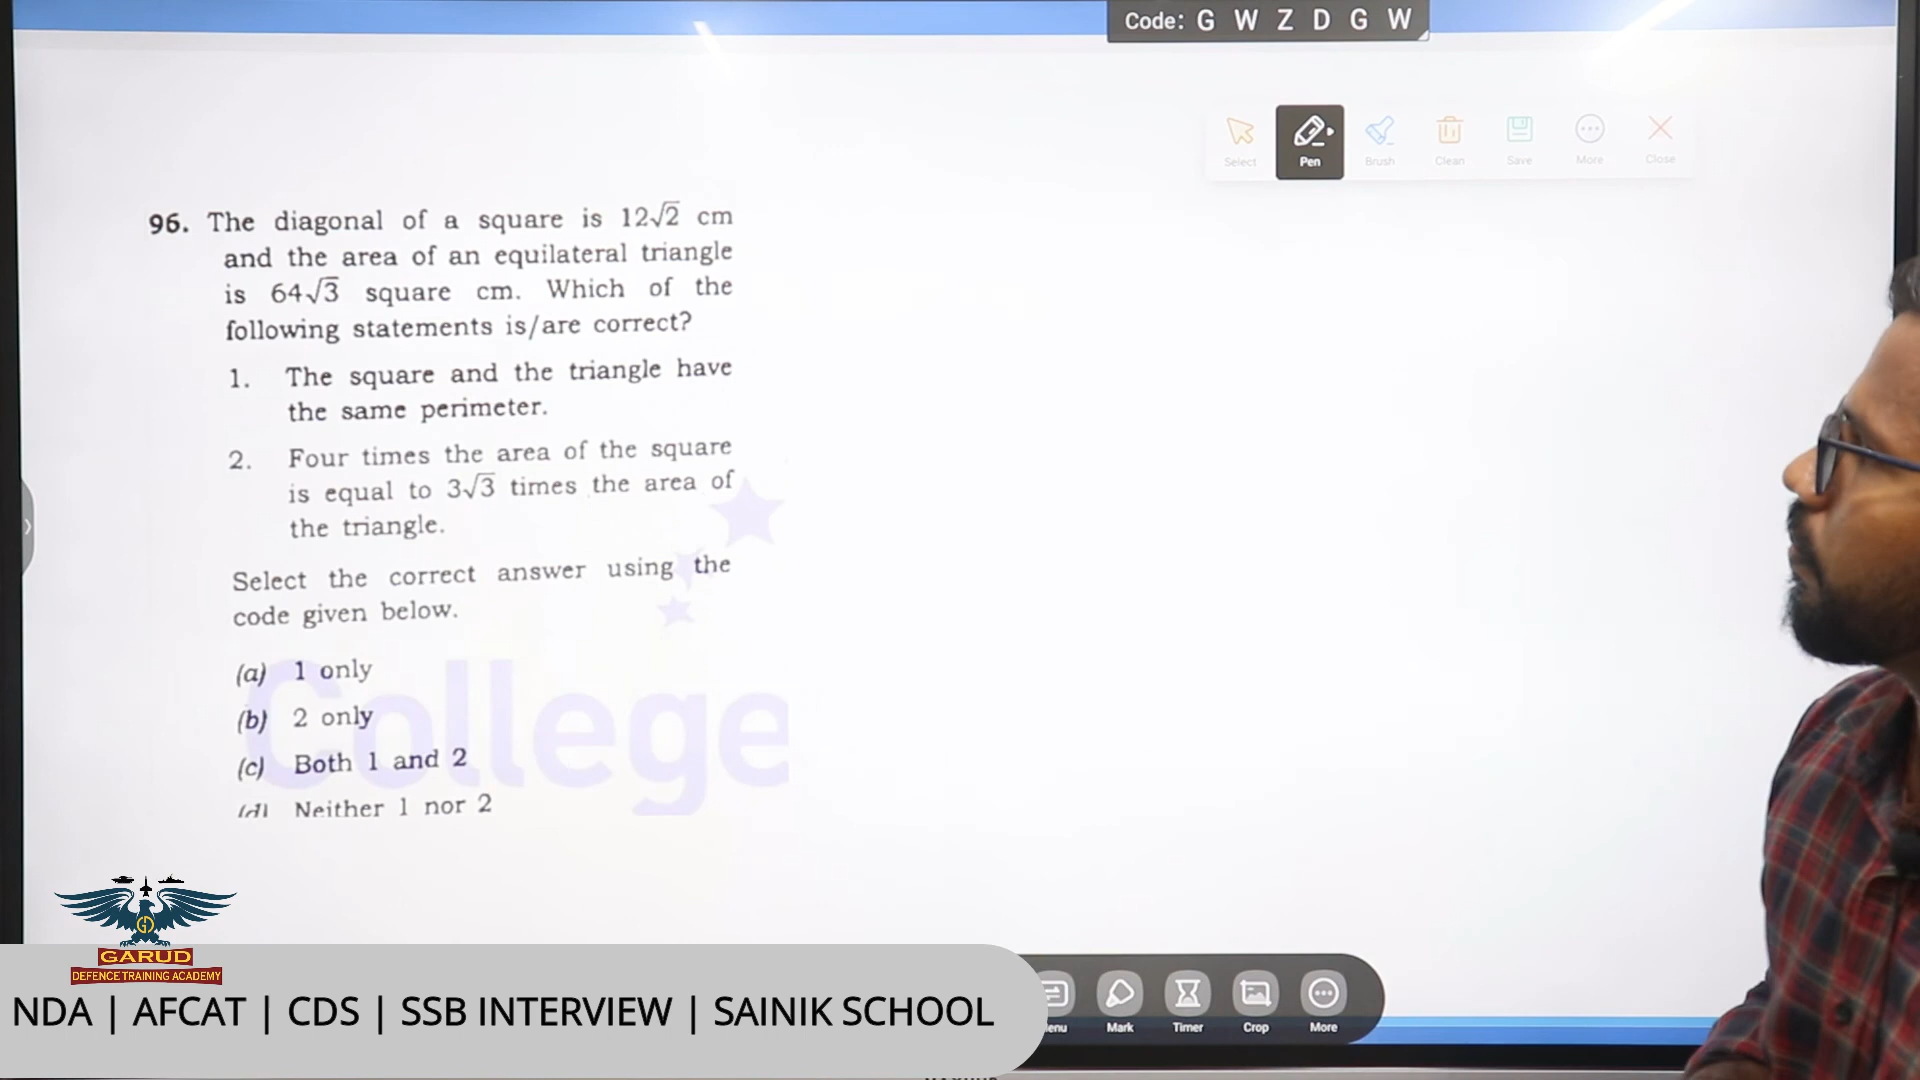 Code: G W Z D G W
Select
Pen
Brush
Clean
Save
More
Close
96. The diagonal of a square is 12√2 cm
and the area of an equilateral triangle
is 64√3 square cm. Which of the
following statements is/are correct?
1. The square and the triangle have
the same perimeter.
2. Four times the area of the square
is equal to 3√3 times the area of
the triangle.
Select the correct answer using the
code given below.
(a) 1 only
(b) 2 only
(c) Both 1 and 2
(d) Neither 1 nor 2
College
GARUD
DEFENCE TRAINING ACADEMY
NDA | AFCAT | CDS | SSB INTERVIEW | SAINIK SCHOOL
enu
Mark
Timer
Crop
More